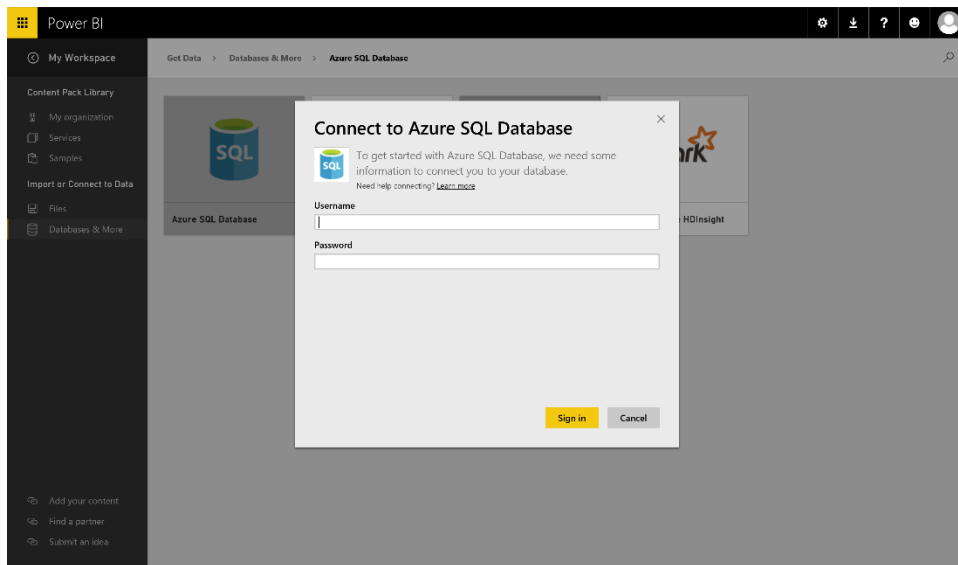 Power BI
?
My Workspace
Get Data > Databases & More > Azure SQL Database
Content Pack Library
My organization
Services
Samples
Import or Connect to Data
Files
Databases & More
SQL
Azure SQL Database
rk
HDInsight
Connect to Azure SQL Database
SQL
To get started with Azure SQL Database, we need some
information to connect you to your database.
Need help connecting? Learn more
Username
Password
Sign in
Cancel
Add your content
Find a partner
Submit an idea